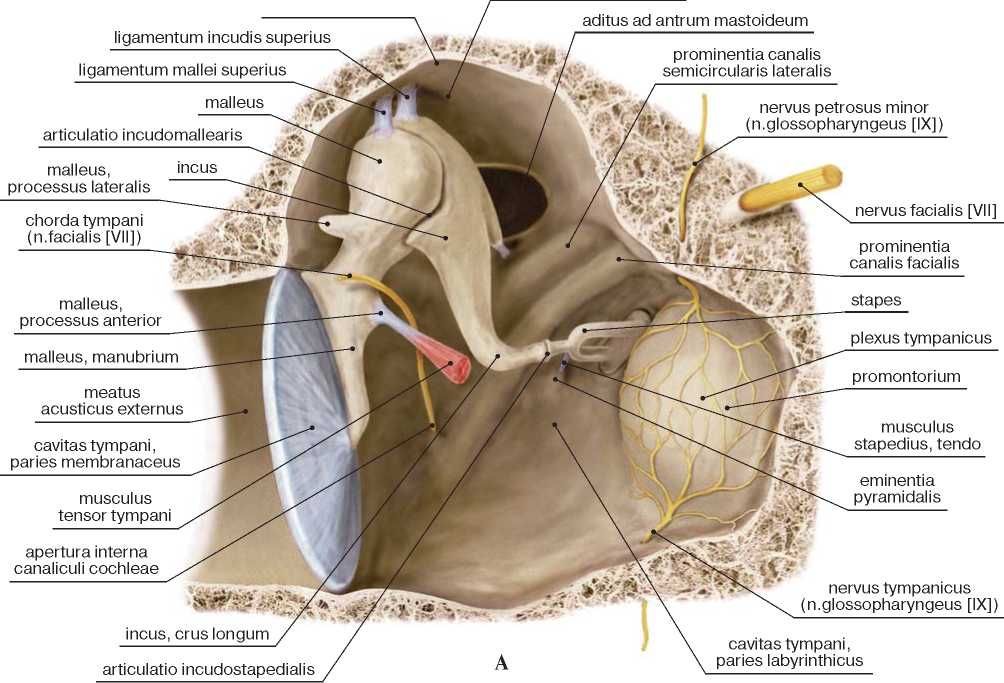 aditus ad antrum mastoideum
ligamentum incudis superius
ligamentum mallei superius
malleus
articulatio incudomallearis
malleus,
processus lateralis
incus
chorda tympani
(n.facialis [VII])
malleus,
processus anterior
malleus, manubrium
meatus
acusticus externus
cavitas tympani,
paries membranaceus
musculus
tensor tympani
apertura interna
canaliculi cochleae
incus, crus longum
articulatio incudostapedialis
prominentia canalis
semicircularis lateralis
nervus petrosus minor
(n.glossopharyngeus [IX])
nervus facialis [VII]
prominentia
canalis facialis
stapes
plexus tympanicus
promontorium
musculus
stapedius, tendo
eminentia
pyramidalis
nervus tympanicus
(n.glossopharyngeus [IX])
cavitas tympani,
paries labyrinthicus
A